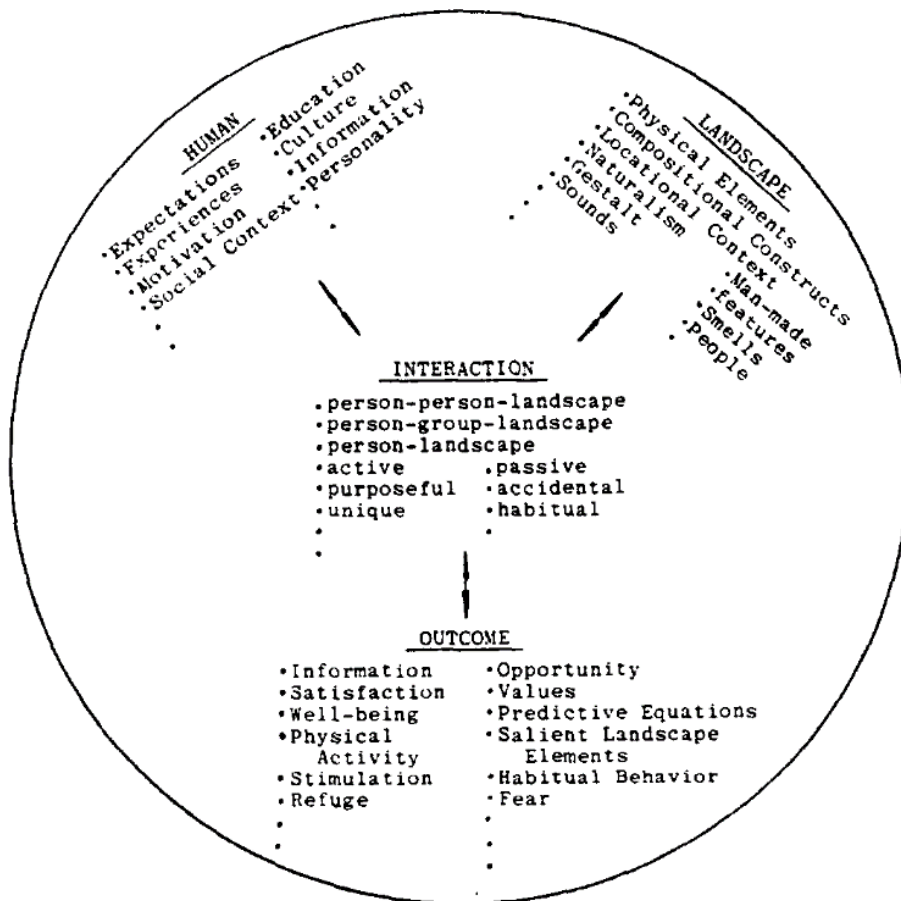 HUMAN
•Expectations
•Experiences
•Motivation
•Social Context
•Education
•Culture
•Information
•Personality
LANDSCAPE
•Physical Elements
•Compositional Constructs
•Locational Context
•Naturalism
•Gestalt
•Sounds
•Man-made
•features
•Smells
•People
INTERACTION
•person-person-landscape
•person-group-landscape
•person-landscape
•active •passive
•purposeful •accidental
•unique •habitual
OUTCOME
•Information •Opportunity
•Satisfaction •Values
•Well-being •Predictive Equations
•Physical •Salient Landscape
Activity Elements
•Stimulation •Habitual Behavior
•Refuge •Fear